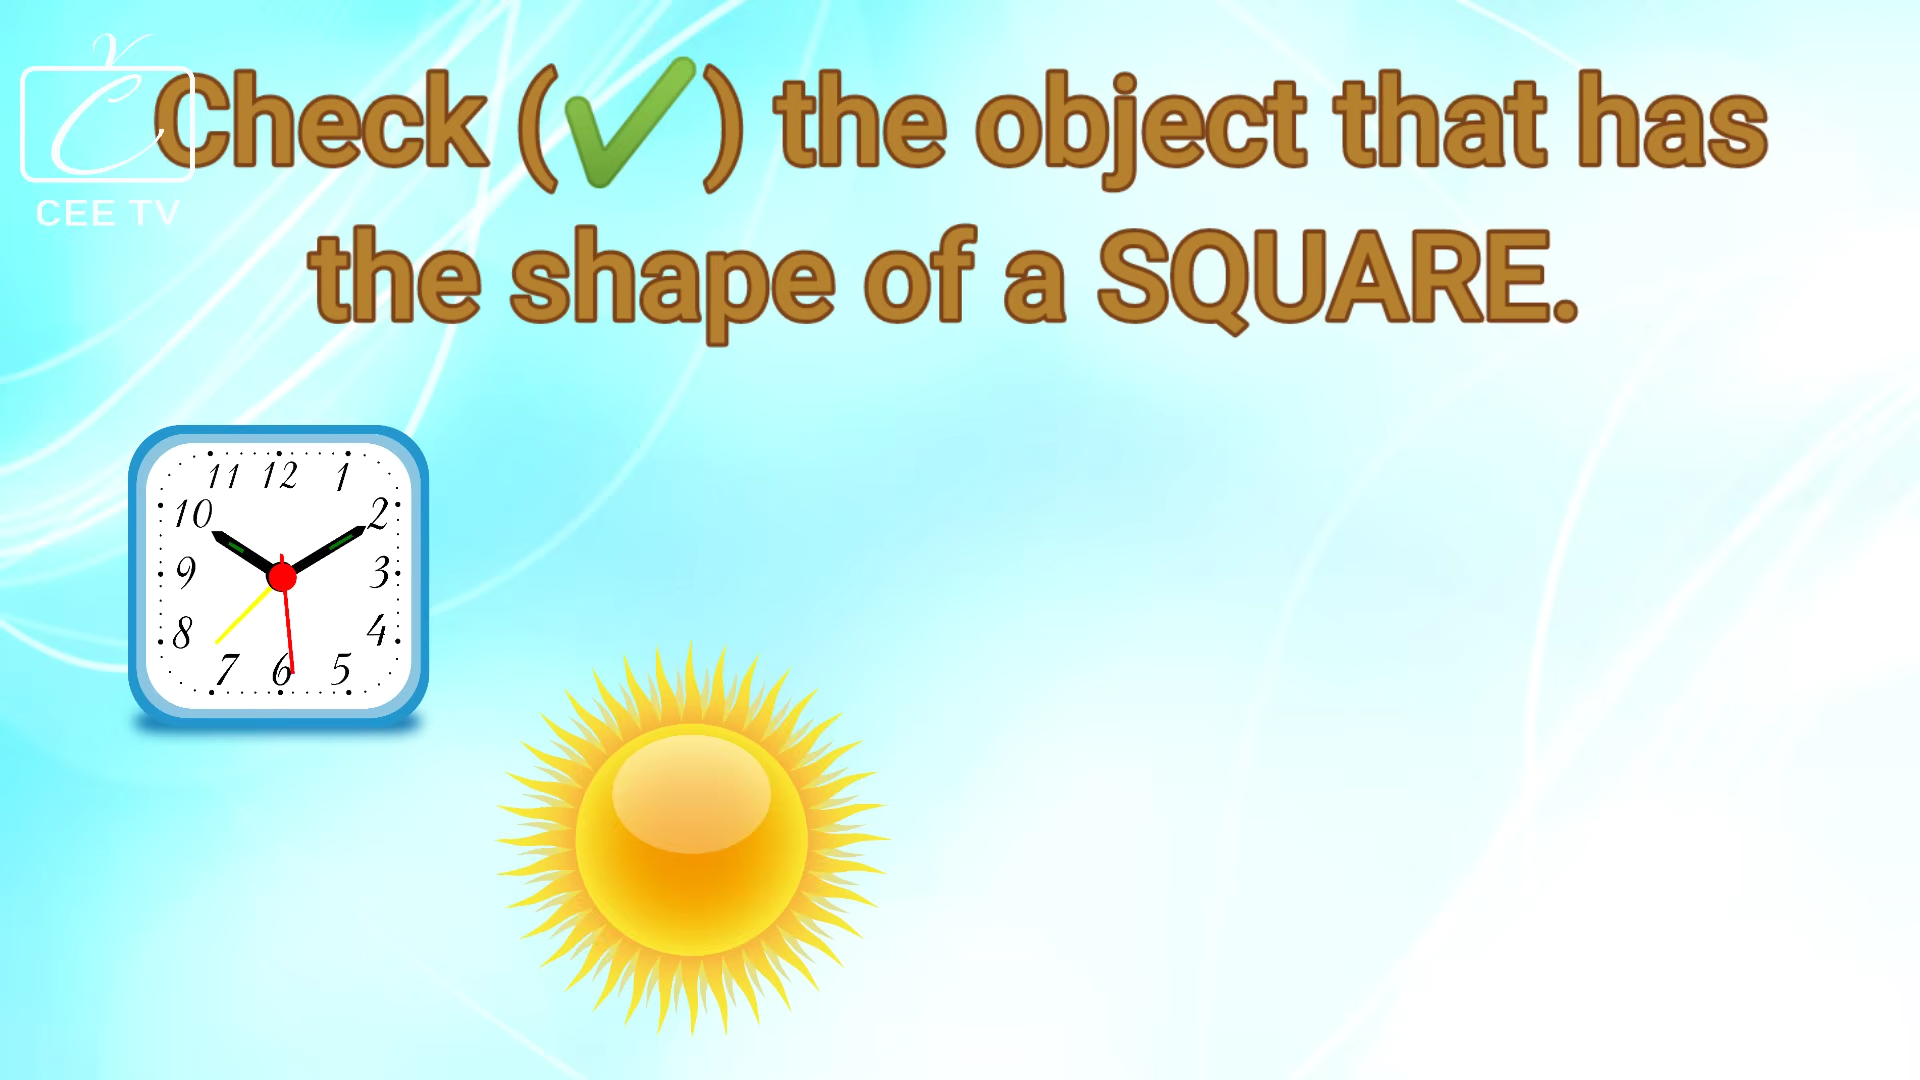 Check (✔) the object that has
the shape of a SQUARE.
C
CEE TV
11 12 1
10 2
9 3
8 4
7 6 5